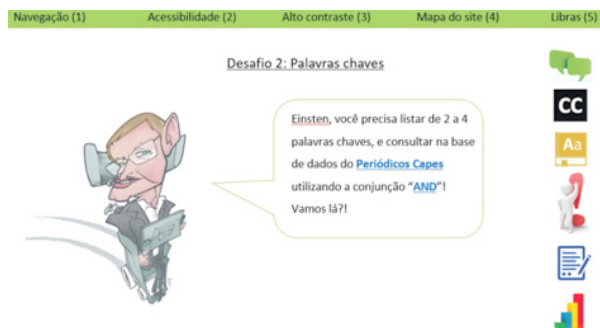 Navegação (1) Acessibilidade (2) Alto contraste (3) Mapa do site (4) Libras (5)
Desafio 2: Palavras chaves
Einsten, você precisa listar de 2 a 4
palavras chaves, e consultar na base
de dados do Periódicos Capes
utilizando a conjunção “AND”!
Vamos lá?!
CC
Aa